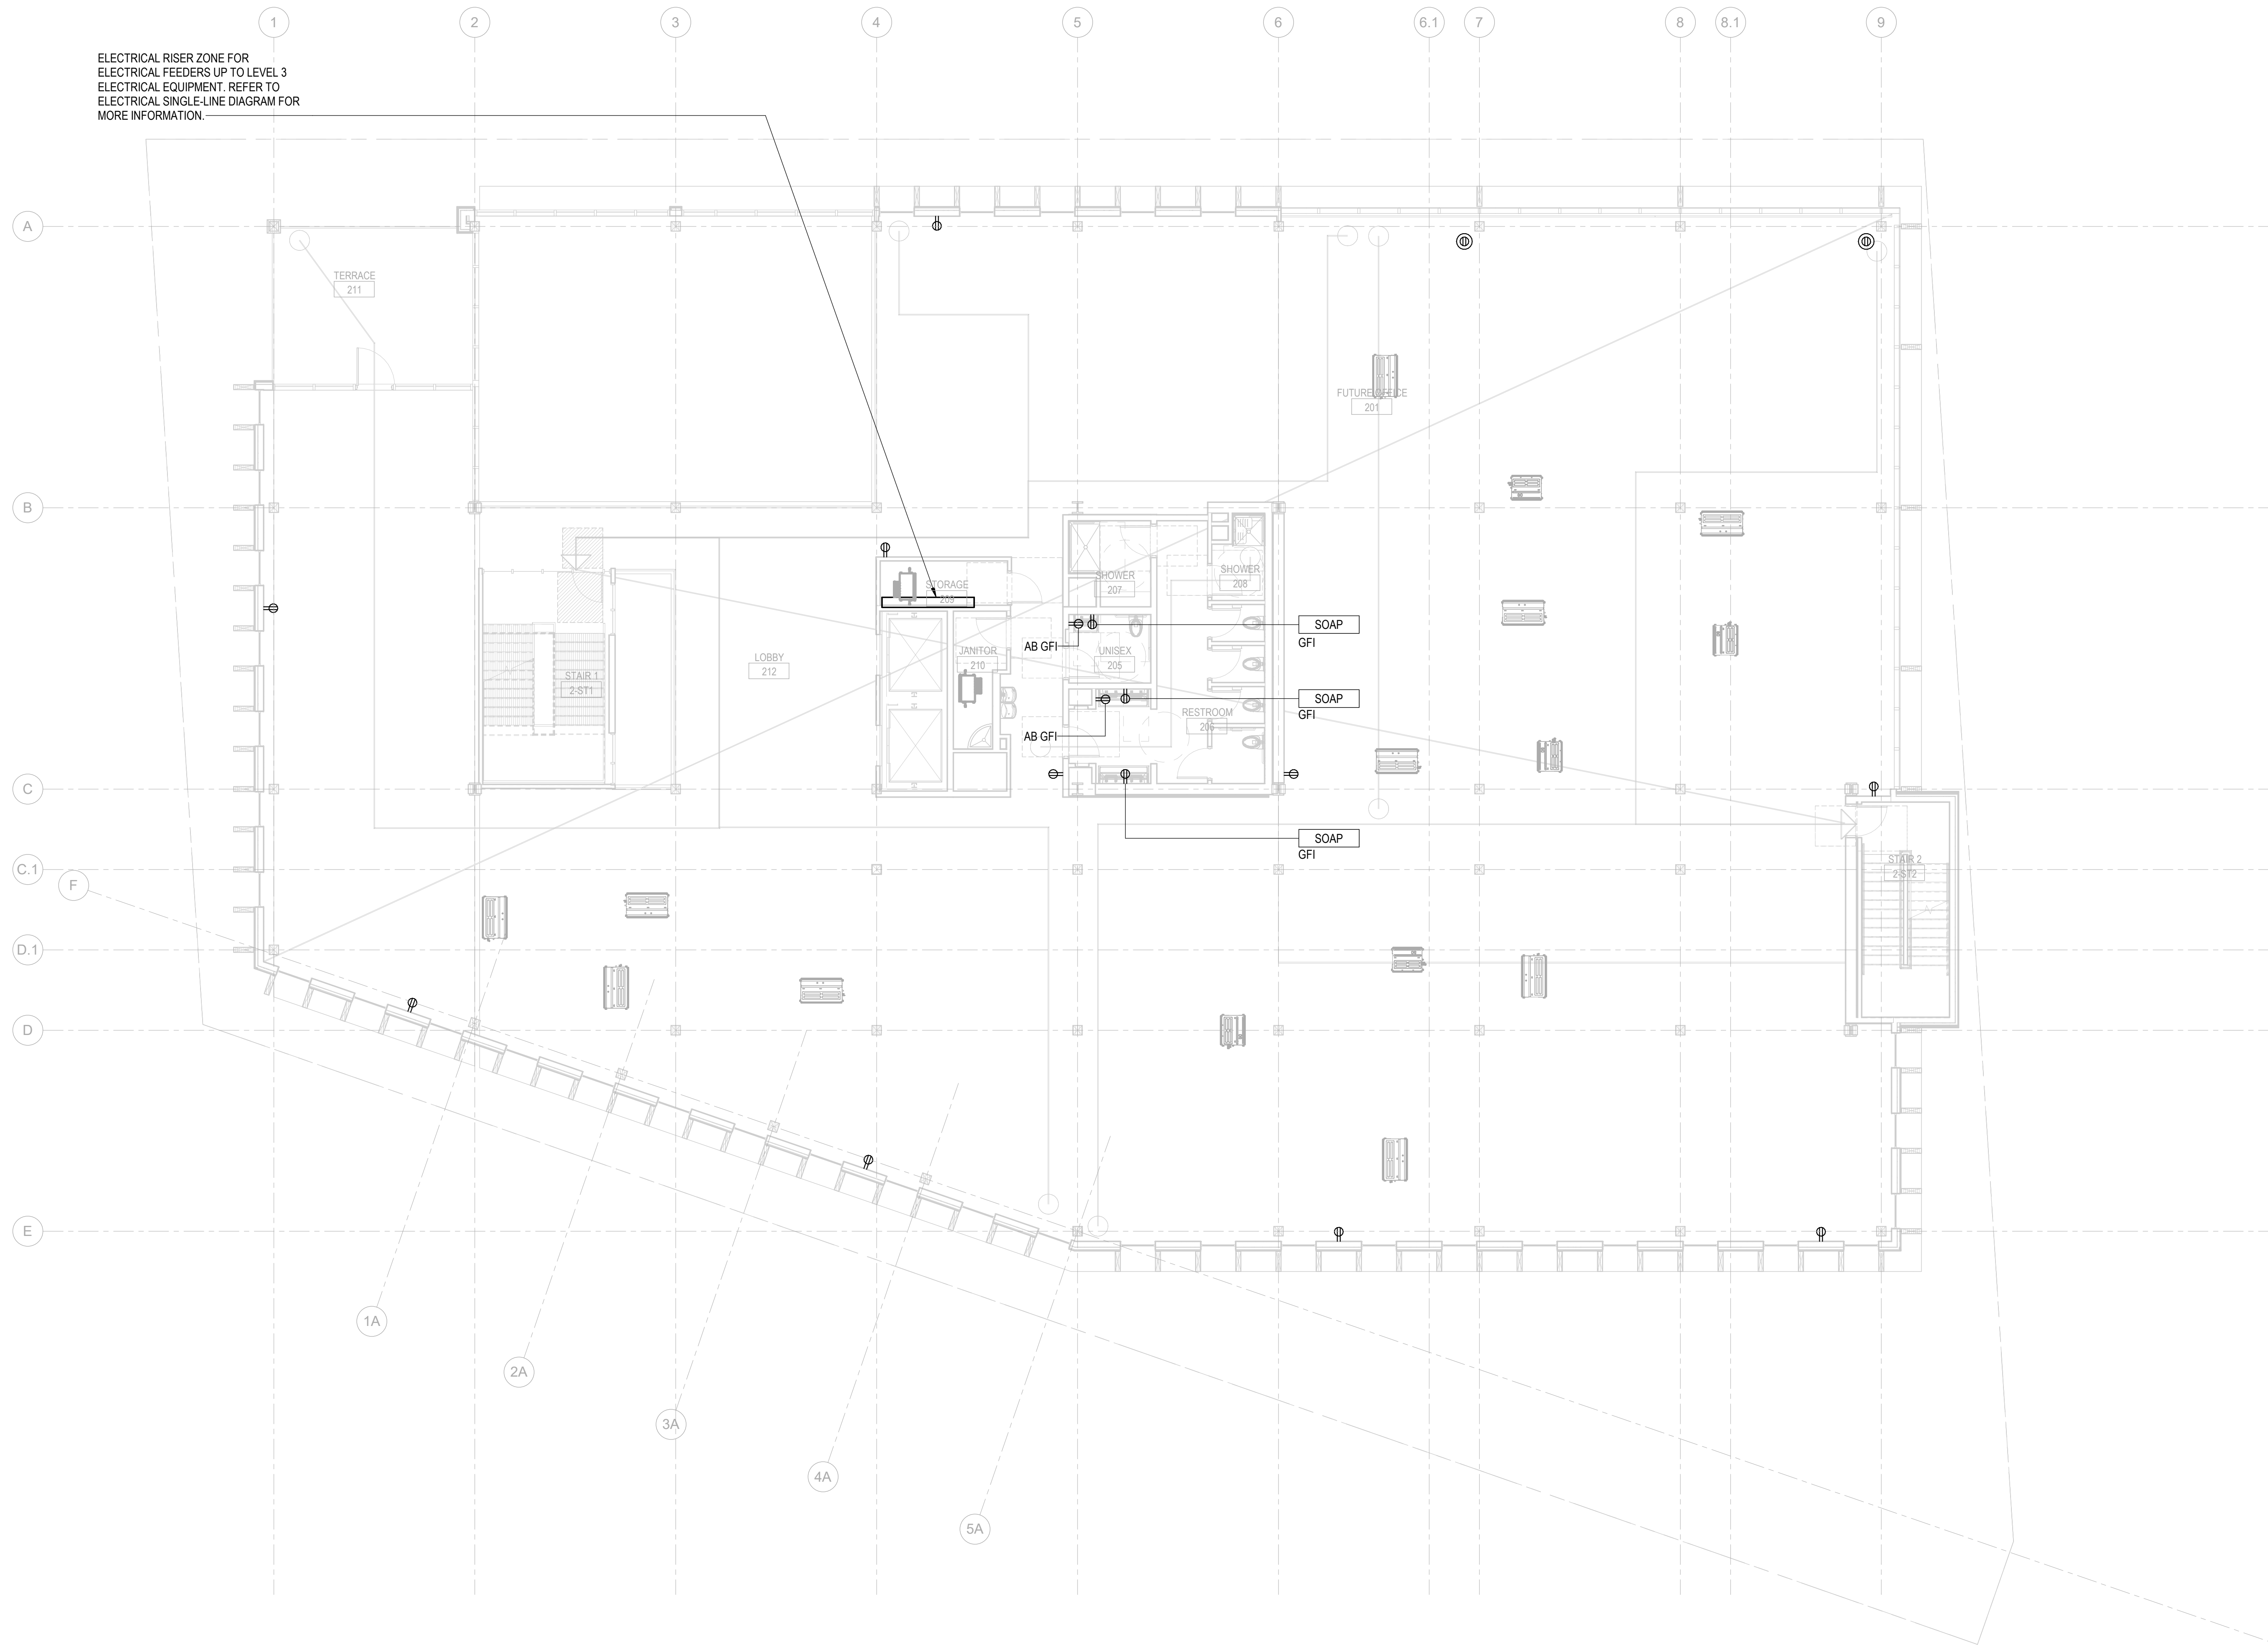 1
2
3
4
5
6
6.1
7
8
8.1
9
ELECTRICAL RISER ZONE FOR
ELECTRICAL FEEDERS UP TO LEVEL 3
ELECTRICAL EQUIPMENT. REFER TO
ELECTRICAL SINGLE-LINE DIAGRAM FOR
MORE INFORMATION.
A
TERRACE
211
FUTURE OFFICE
201
B
STORAGE
209
SHOWER
207
SHOWER
208
SOAP
GFI
AB GFI
LOBBY
212
JANITOR
210
UNISEX
205
STAIR 1
2-ST1
SOAP
GFI
RESTROOM
206
AB GFI
C
SOAP
GFI
STAIR 2
2-ST2
C.1
F
D.1
D
E
1A
2A
3A
4A
5A